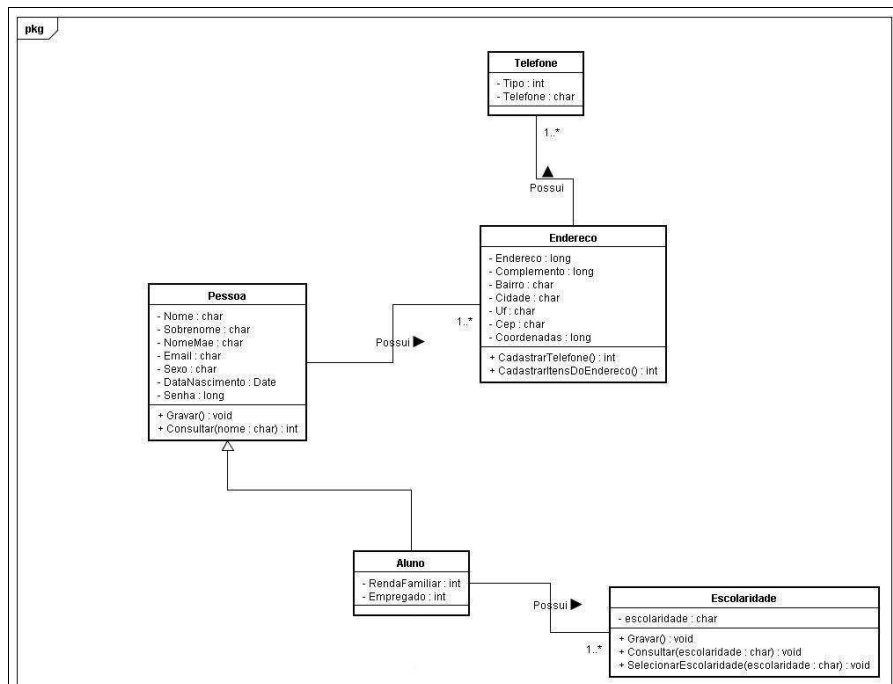 pkg
Telefone
- Tipo : int
- Telefone : char
1..*
Possui
Endereco
- Endereco : long
- Complemento : long
- Bairro : char
- Cidade : char
- Uf : char
- Cep : char
- Coordenadas : long
+ CadastrarTelefone() : int
+ CadastrarItensDoEndereco() : int
Pessoa
- Nome : char
- Sobrenome : char
- NomeMae : char
- Email : char
- Sexo : char
- DataNascimento : Date
- Senha : long
+ Gravar() : void
+ Consultar(nome : char) : int
Possui
1..*
Aluno
- RendaFamiliar : int
- Empregado : int
Possui
1..*
Escolaridade
- escolaridade : char
+ Gravar() : void
+ Consultar(escolaridade : char) : void
+ SelecionarEscolaridade(escolaridade : char) : void